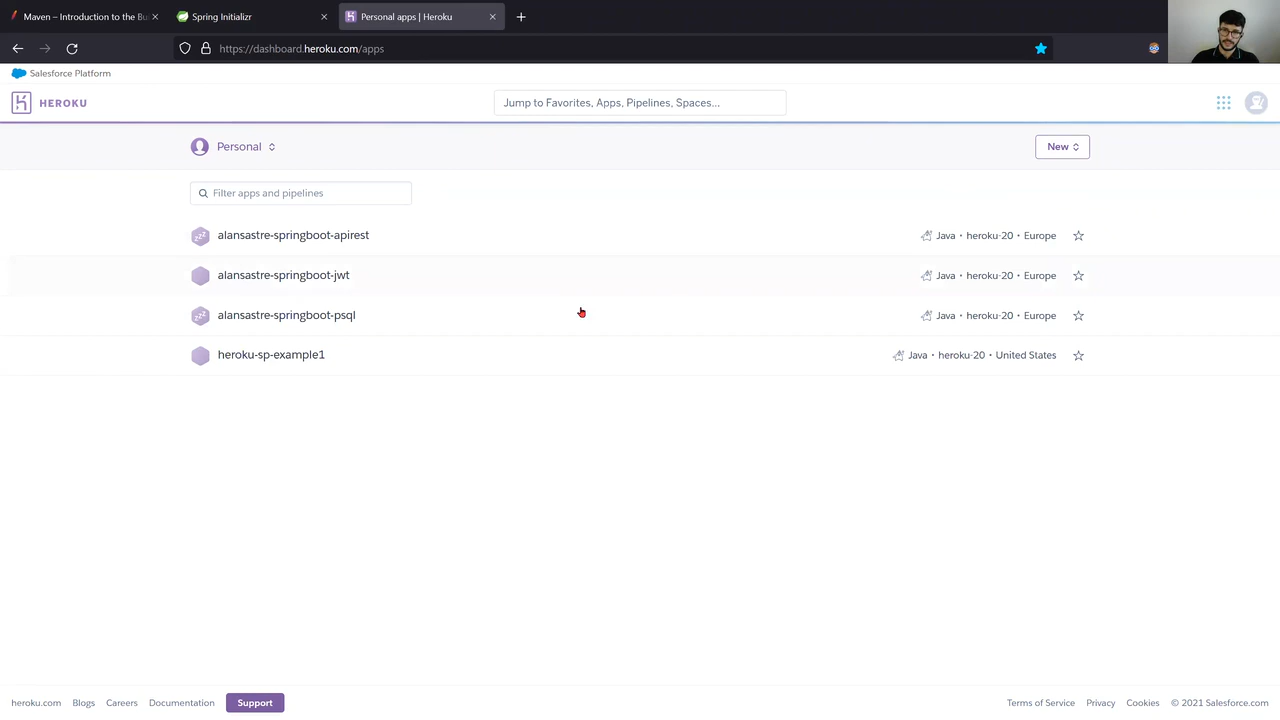 Maven – Introduction to the Bu
Spring Initializr
Personal apps | Heroku
https://dashboard.heroku.com/apps
Salesforce Platform
HEROKU
Jump to Favorites, Apps, Pipelines, Spaces...
Personal
New
Filter apps and pipelines
alansastre-springboot-apirest
Java • heroku-20 • Europe
alansastre-springboot-jwt
Java • heroku-20 • Europe
zzz
alansastre-springboot-psql
Java • heroku-20 • Europe
heroku-sp-example1
Java • heroku-20 • United States
heroku.com Blogs Careers Documentation Support
Terms of Service Privacy Cookies © 2021 Salesforce.com